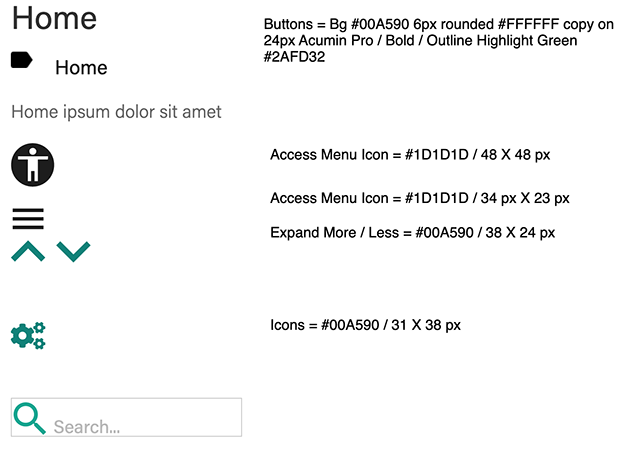 Home
Buttons = Bg #00A590 6px rounded #FFFFFF copy on
24px Acumin Pro / Bold / Outline Highlight Green
#2AFD32
Home
Home ipsum dolor sit amet
Access Menu Icon = #1D1D1D / 48 X 48 px
Access Menu Icon = #1D1D1D / 34 px X 23 px
Expand More / Less = #00A590 / 38 X 24 px
Icons = #00A590 / 31 X 38 px
Search...